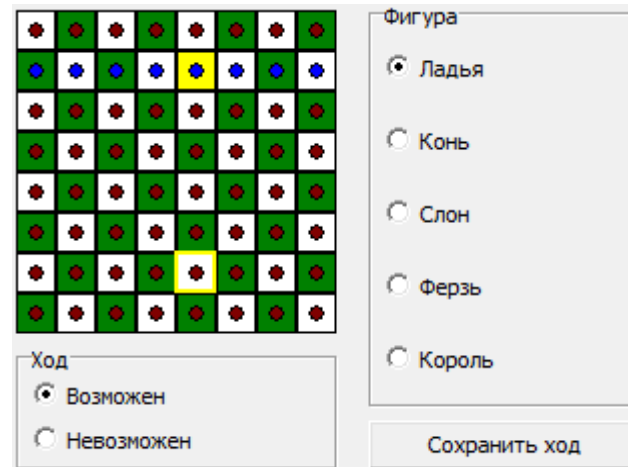 Фигура
Ладья
Конь
Слон
Ферзь
Король
Ход
Возможен
Невозможен
Сохранить ход